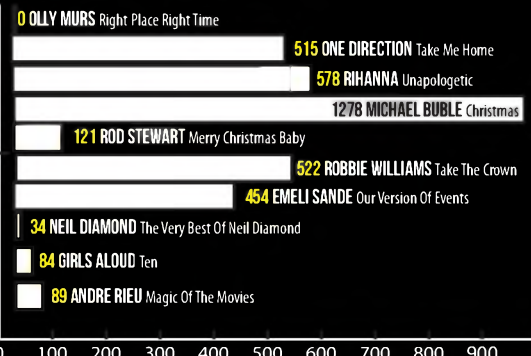 0 OLLY MURS Right Place Right Time
515 ONE DIRECTION Take Me Home
578 RIHANNA Unapologetic
1278 MICHAEL BUBLE Christmas
121 ROD STEWART Merry Christmas Baby
522 ROBBIE WILLIAMS Take The Crown
454 EMELI SANDE Our Version Of Events
34 NEIL DIAMOND The Very Best Of Neil Diamond
84 GIRLS ALOUD Ten
89 ANDRE RIEU Magic Of The Movies
0 100 200 300 400 500 600 700 800 900